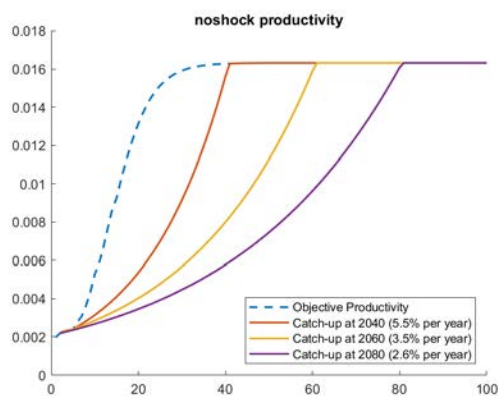 noshock productivity
0.018
0.016
0.014
0.012
0.01
0.008
0.006
0.004
0.002
0
Objective Productivity
Catch-up at 2040 (5.5% per year)
Catch-up at 2060 (3.5% per year)
Catch-up at 2080 (2.6% per year)
0 20 40 60 80 100